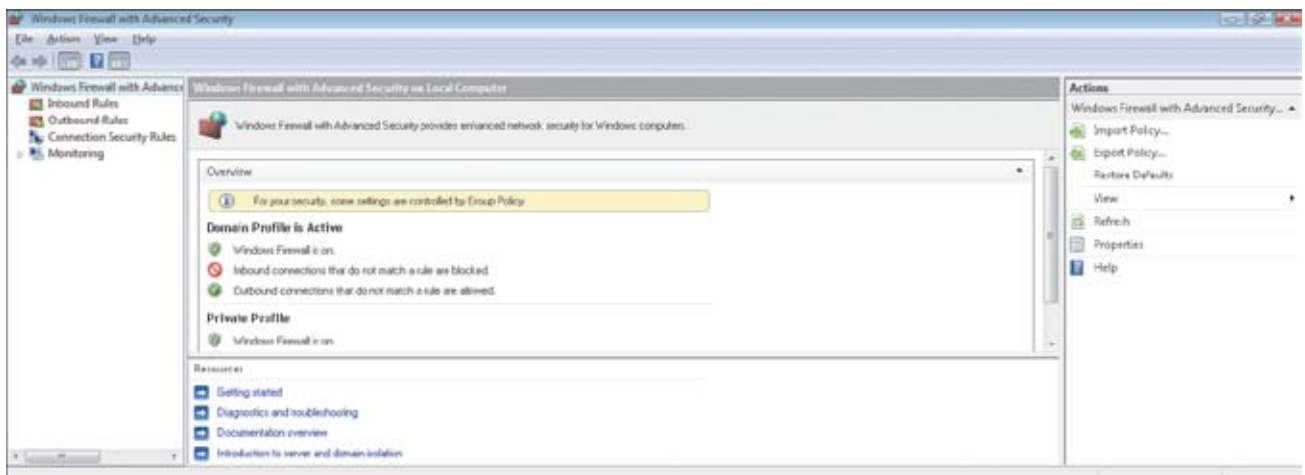 Windows Firewall with Advanced Security
File Action View Help
Windows Firewall with Advance
Inbound Rules
Outbound Rules
Connection Security Rules
Monitoring
Windows Firewall with Advanced Security on Local Computer
Windows Firewall with Advanced Security provides enhanced network security for Windows computers.
Overview
For your security, some settings are controlled by Group Policy
Domain Profile is Active
Windows Firewall is on.
Inbound connections that do not match a rule are blocked.
Outbound connections that do not match a rule are allowed.
Private Profile
Windows Firewall is on.
Resources
Getting started
Diagnostics and troubleshooting
Documentation overview
Introduction to server and domain isolation
Actions
Windows Firewall with Advanced Security...
Import Policy...
Export Policy...
Restore Defaults
View
Refresh
Properties
Help